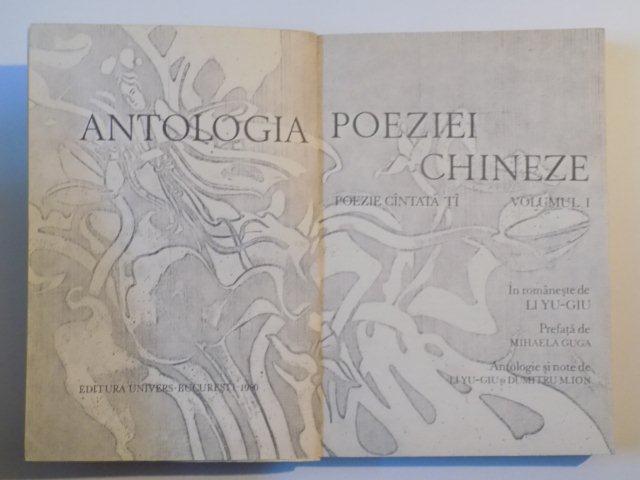 ANTOLOGIA POEZIEI
CHINEZE
POEZIE CÎNTATĂ ȚÎ VOLUMUL I
În românește de
LI YU-GIU
Prefață de
MIHAELA GUGA
Antologie și note de
LI YU-GIU și DUMITRU M. ION
EDITURA UNIVERS-BUCUREȘTI-1980